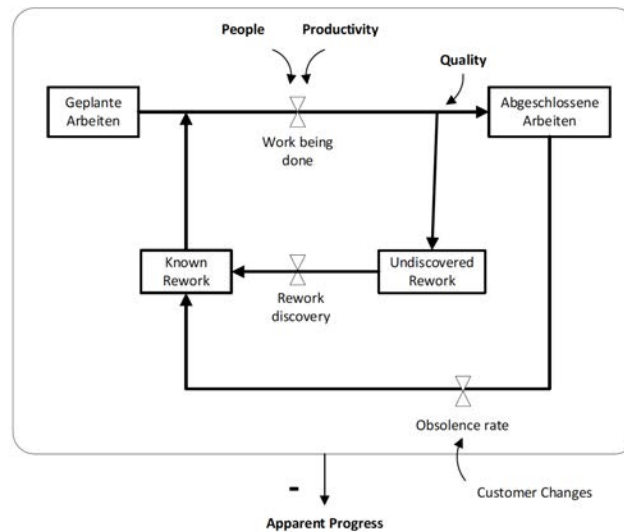 People Productivity
Quality
Geplante
Arbeiten
Abgeschlossene
Arbeiten
Work being
done
Known
Rework
Undiscovered
Rework
Rework
discovery
Obsolence rate
-
Customer Changes
Apparent Progress